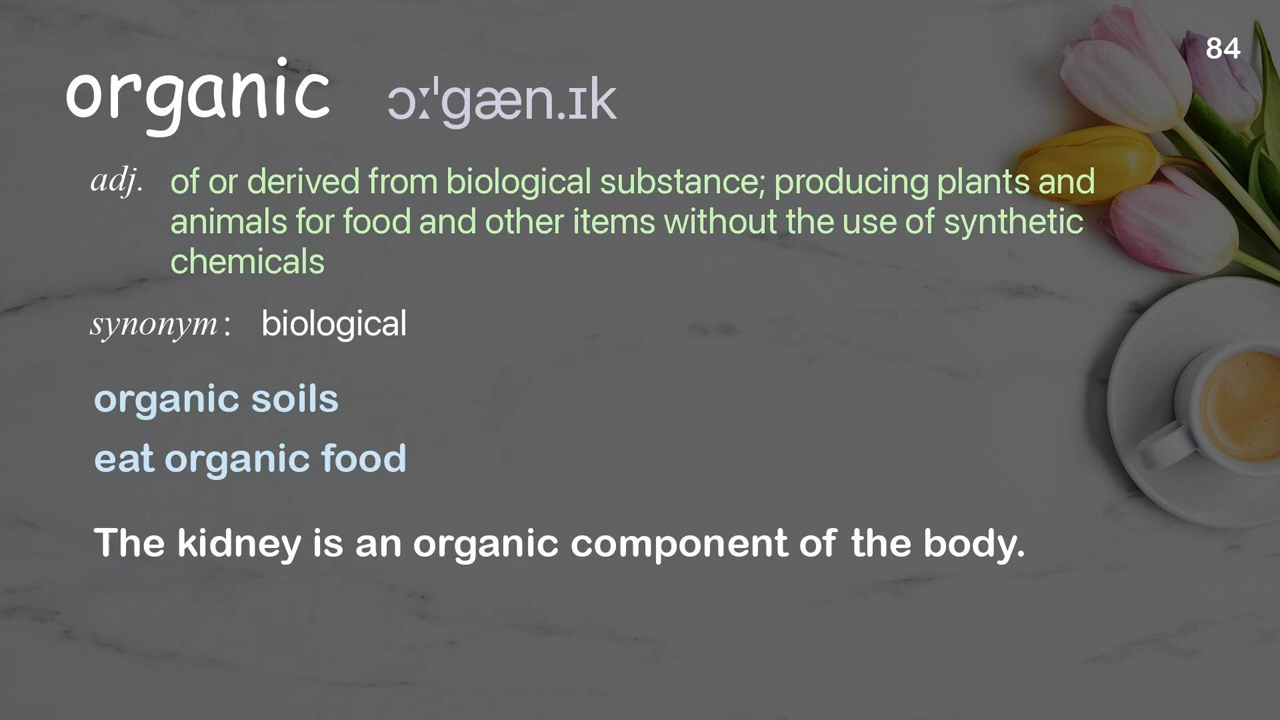 84
organic ɔːˈɡæn.ɪk
adj. of or derived from biological substance; producing plants and
animals for food and other items without the use of synthetic
chemicals
synonym: biological
organic soils
eat organic food
The kidney is an organic component of the body.